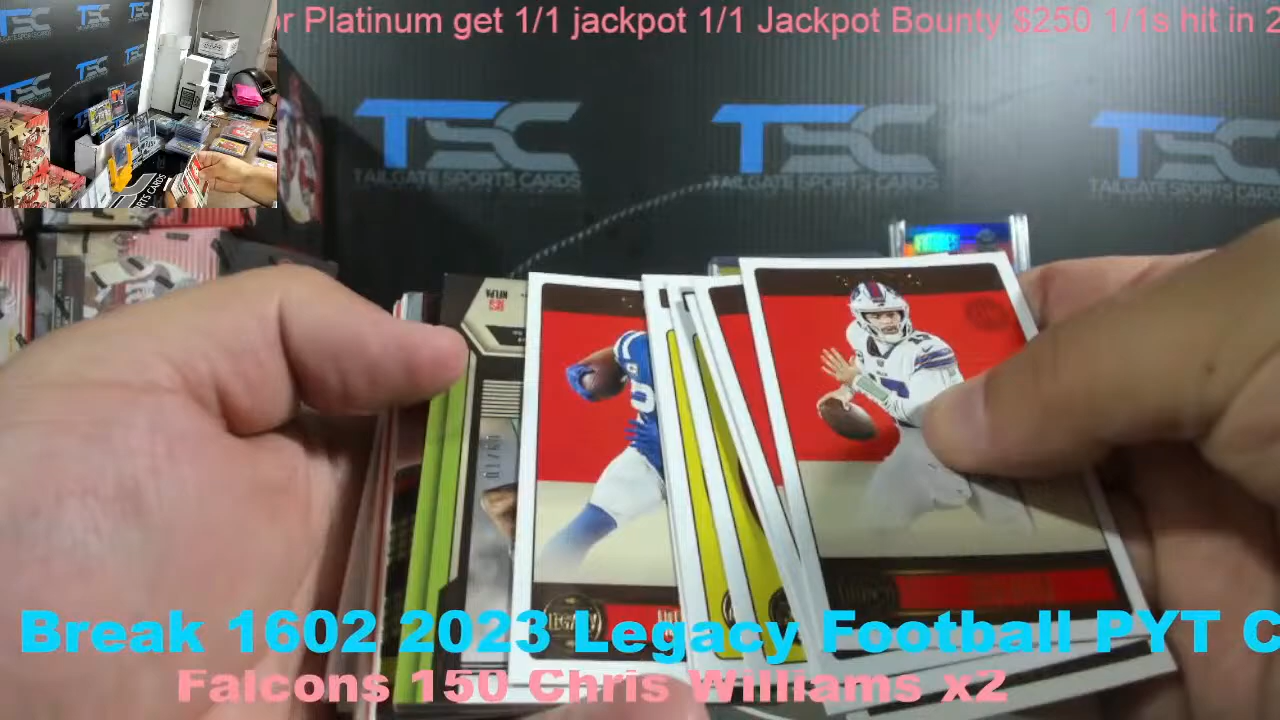 or Platinum get 1/1 jackpot 1/1 Jackpot Bounty $250 1/1s hit in 2
TSC
TAILGATE SPORTS CARDS
TSC
TAILGATE SPORTS CARDS
TSC
TAILGATE SPORTS CARDS
LEGACY
Break 1602 2023 Legacy Football PYT C
Falcons 150 Chris Williams x2